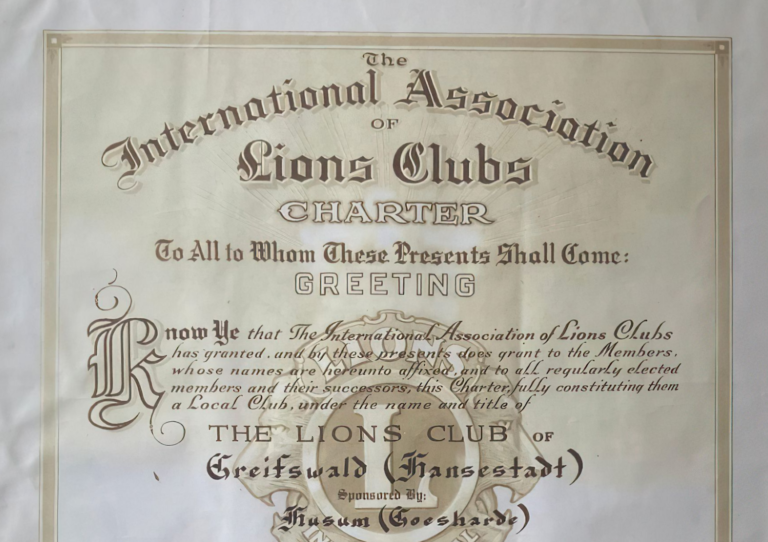 The
International Association
OF
Lions Clubs
CHARTER
To All to Whom These Presents Shall Come:
GREETING
Know Ye that The International Association of Lions Clubs
has granted, and by these presents does grant to the Members,
whose names are hereunto affixed, and to all regularly elected
members and their successors, this Charter, fully constituting them
a Local Club, under the name and title of
THE LIONS CLUB OF
Greifswald (Hansestadt)
Sponsored By:
Husum (Goesharde)
LIONS
L
INTERNATIONAL